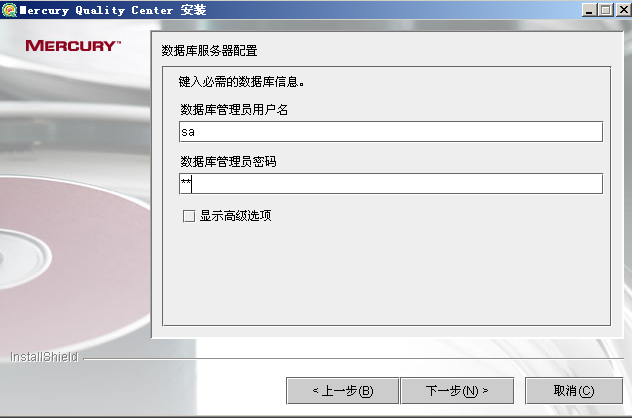 Mercury Quality Center 安装
MERCURY™
数据库服务器配置
键入必需的数据库信息。
数据库管理员用户名
sa
数据库管理员密码
**
显示高级选项
InstallShield
< 上一步(B)
下一步(N) >
取消(C)